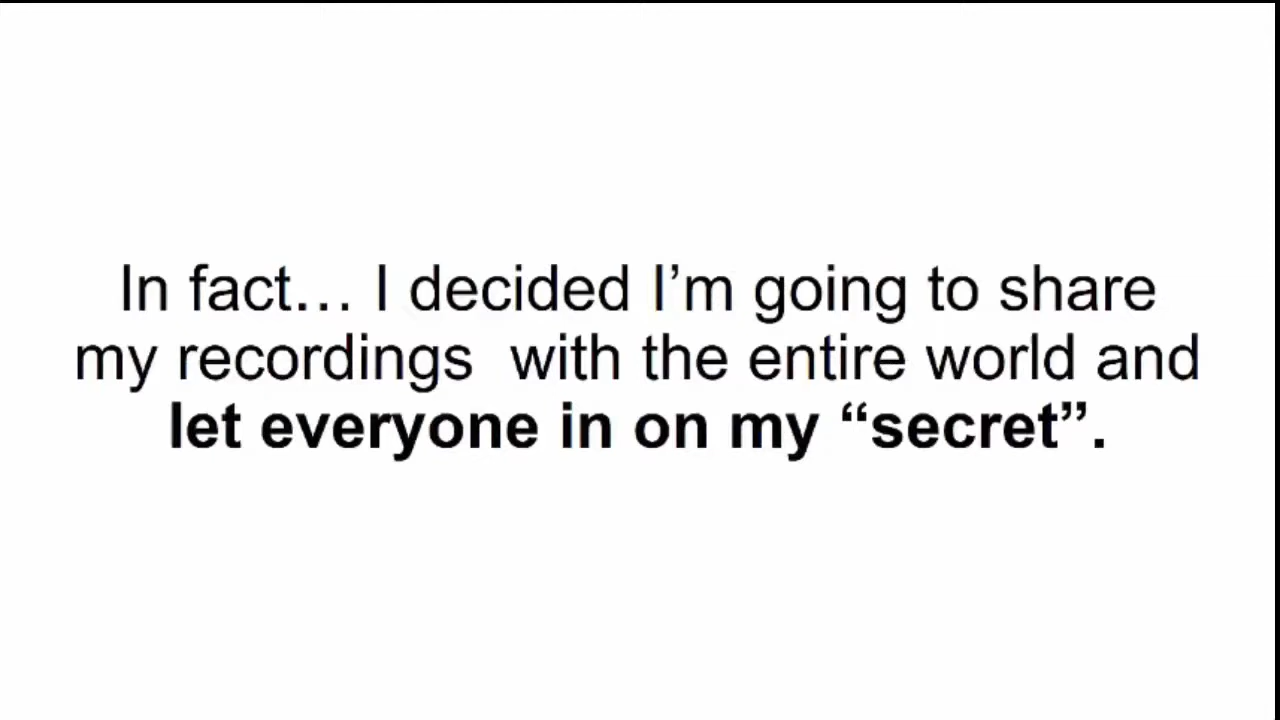 In fact… I decided I’m going to share
my recordings  with the entire world and
let everyone in on my “secret”.